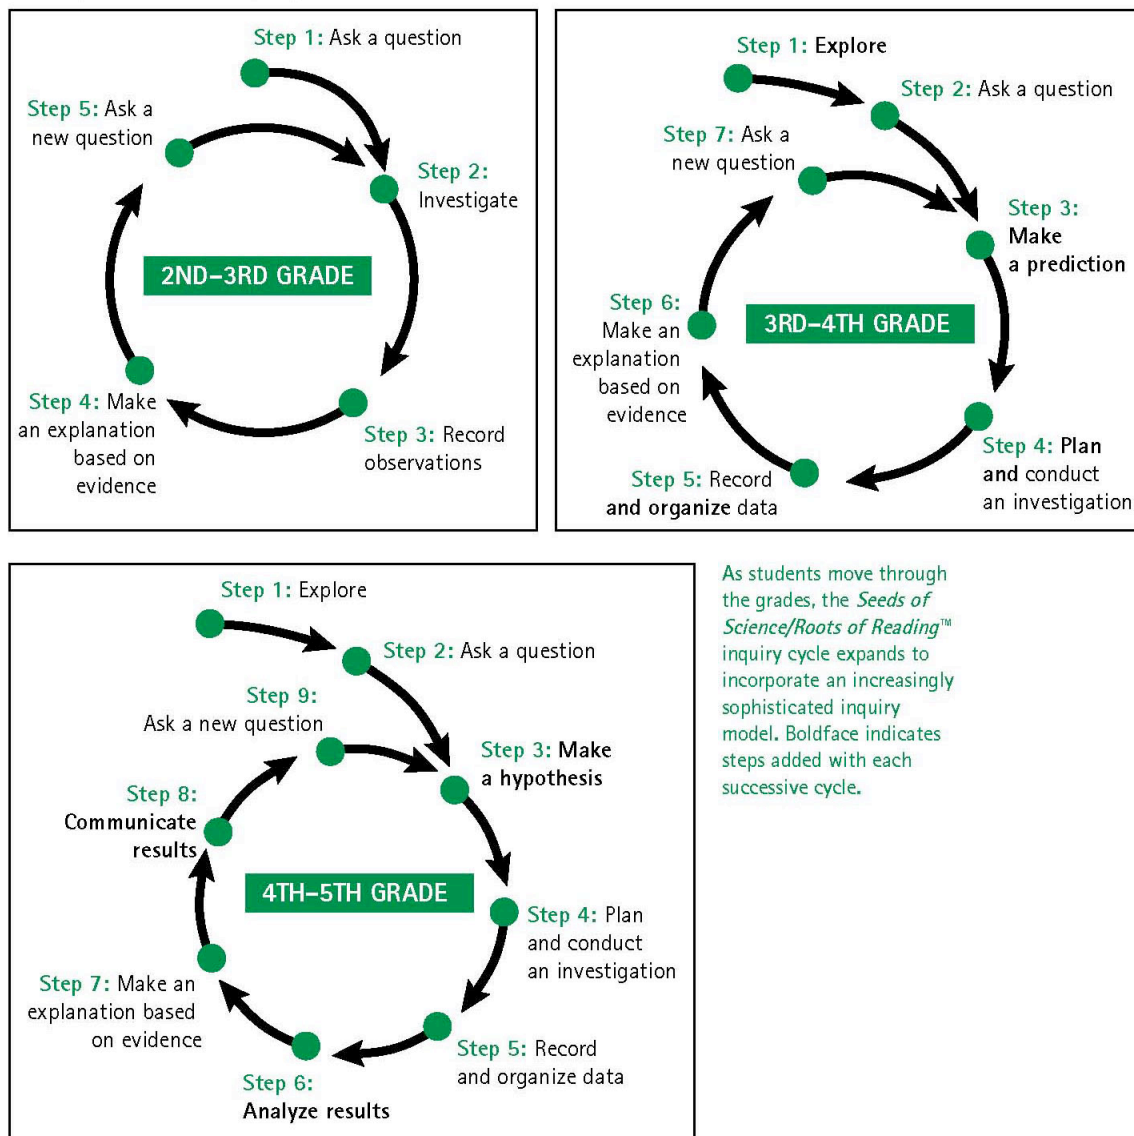 Step 1: Ask a question
Step 2:
Investigate
Step 3: Record
observations
Step 4: Make
an explanation
based on
evidence
Step 5: Ask a
new question
2ND–3RD GRADE
Step 1: Explore
Step 2: Ask a question
Step 3:
Make
a prediction
Step 4: Plan
and conduct
an investigation
Step 5: Record
and organize data
Step 6:
Make an
explanation
based on
evidence
Step 7: Ask a
new question
3RD–4TH GRADE
Step 1: Explore
Step 2: Ask a question
Step 3: Make
a hypothesis
Step 4: Plan
and conduct
an investigation
Step 5: Record
and organize data
Step 6:
Analyze results
Step 7: Make an
explanation based
on evidence
Step 8:
Communicate
results
Step 9:
Ask a new question
4TH–5TH GRADE
As students move through
the grades, the Seeds of
Science/Roots of Reading™
inquiry cycle expands to
incorporate an increasingly
sophisticated inquiry
model. Boldface indicates
steps added with each
successive cycle.